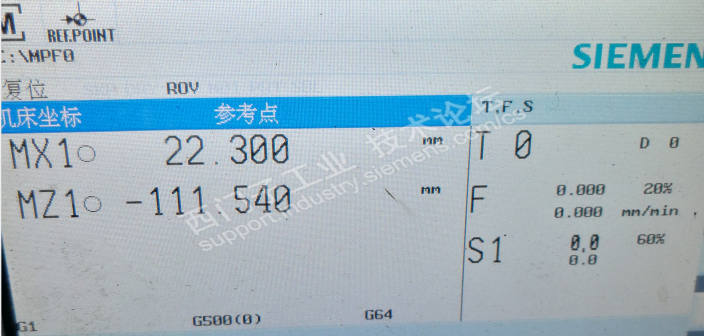 M
REF.POINT
C:\MPF0
SIEMENS
复位 ROV
机床坐标 参考点 T,F,S
MX1 22.300 mm T 0 D 0
MZ1 -111.540 mm F 0.000 20%
0.000 mm/min
S1 0.0 60%
0.0
G1 G500(0) G64
西门子工业 技术论坛
support.industry.siemens.com/cs